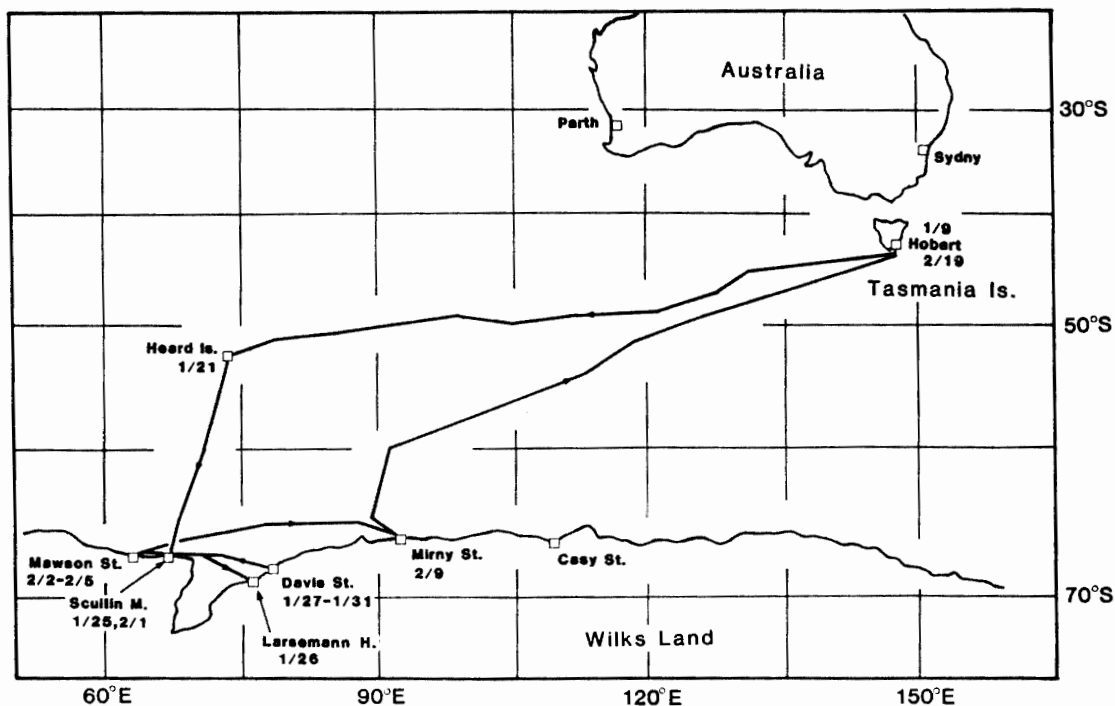 Australia
30°S
Parth
Sydny
1/9
Hobert
2/19
Tasmania Is.
50°S
Heard Is.
1/21
Mawson St.
2/2-2/5
Scullin M.
1/25,2/1
Davis St.
1/27-1/31
Larsemann H.
1/26
Mirny St.
2/9
Casy St.
70°S
Wilks Land
60°E
90°E
120°E
150°E